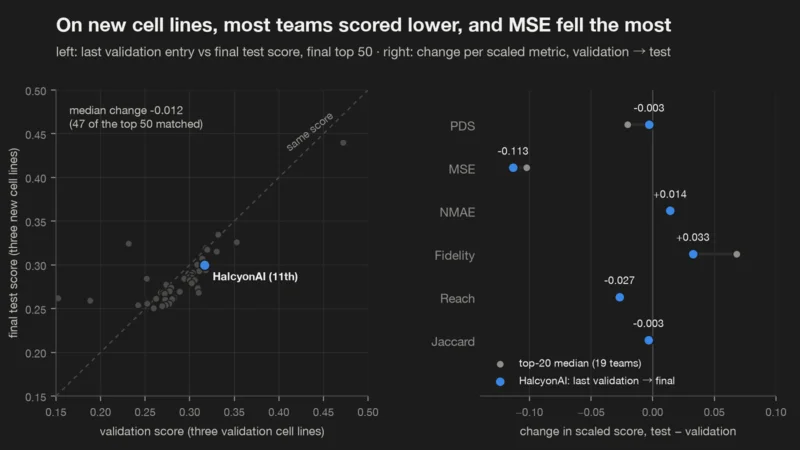 On new cell lines, most teams scored lower, and MSE fell the most
left: last validation entry vs final test score, final top 50 · right: change per scaled metric, validation → test
final test score (three new cell lines)
0.50
0.45
0.40
0.35
0.30
0.25
0.20
0.15
median change -0.012
(47 of the top 50 matched)
same score
HalcyonAI (11th)
0.15 0.20 0.25 0.30 0.35 0.40 0.45 0.50
validation score (three validation cell lines)
PDS
-0.003
MSE
-0.113
NMAE
+0.014
Fidelity
+0.033
Reach
-0.027
Jaccard
-0.003
top-20 median (19 teams)
HalcyonAI: last validation → final
−0.10 −0.05 0.00 0.05 0.10
change in scaled score, test − validation